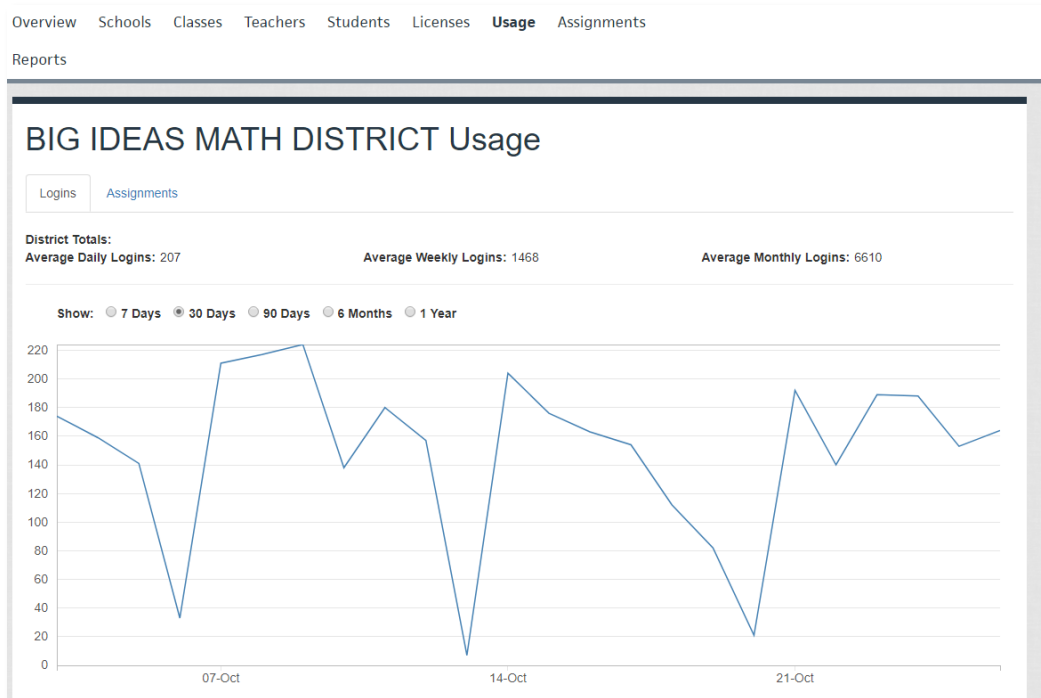 Overview Schools Classes Teachers Students Licenses Usage Assignments
Reports
BIG IDEAS MATH DISTRICT Usage
Logins Assignments
District Totals:
Average Daily Logins: 207 Average Weekly Logins: 1468 Average Monthly Logins: 6610
Show: 7 Days 30 Days 90 Days 6 Months 1 Year
220
200
180
160
140
120
100
80
60
40
20
0
07-Oct 14-Oct 21-Oct